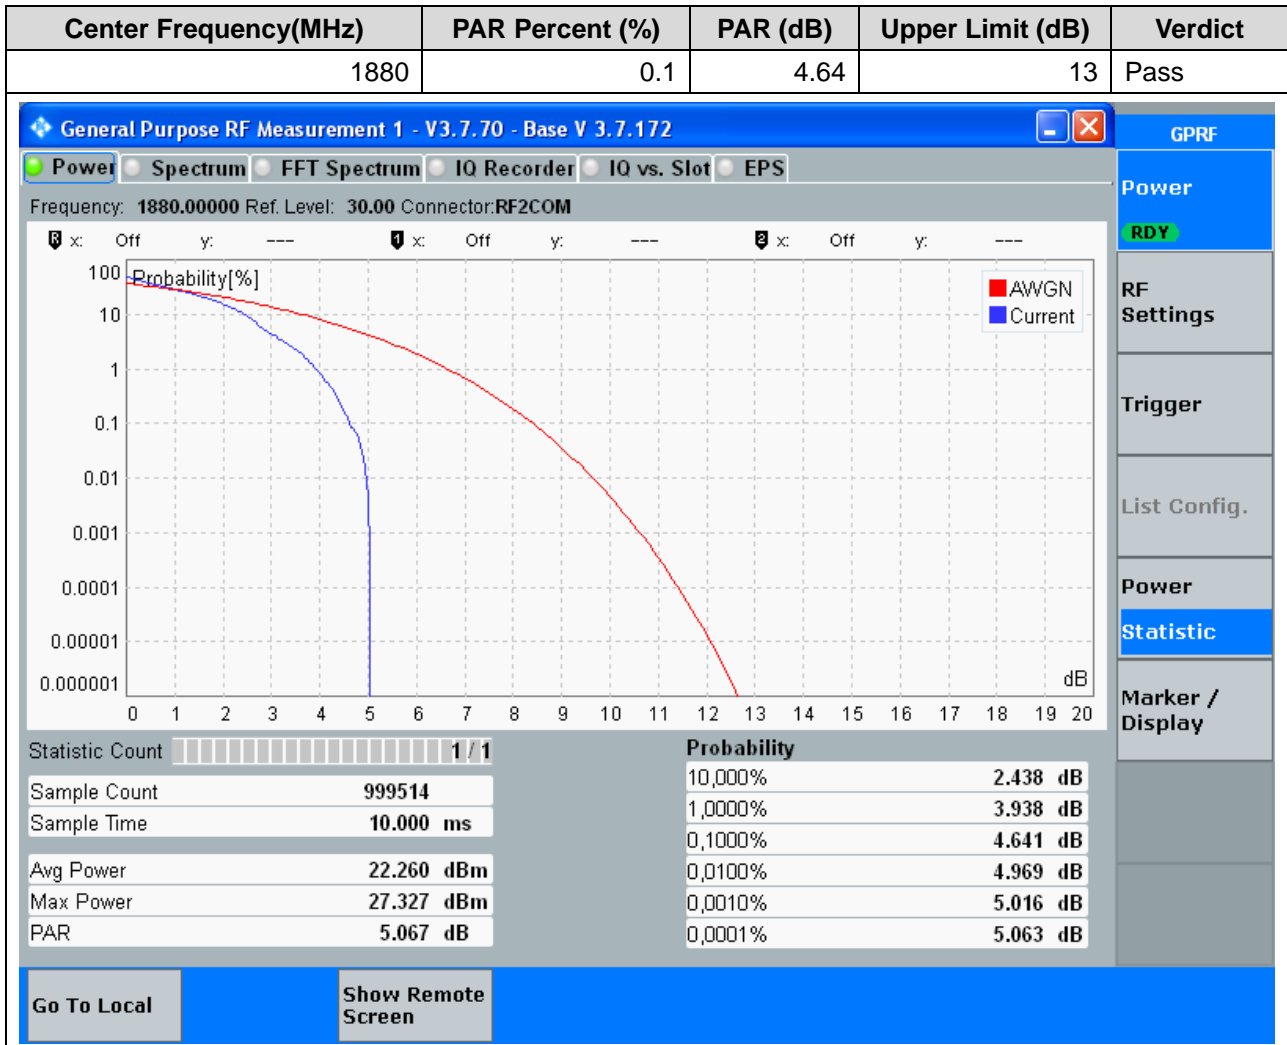 Center Frequency(MHz) PAR Percent (%) PAR (dB) Upper Limit (dB) Verdict
1880 0.1 4.64 13 Pass
General Purpose RF Measurement 1 - V3.7.70 - Base V 3.7.172
GPRF
Power Spectrum FFT Spectrum IQ Recorder IQ vs. Slot EPS
Power
RDY
Frequency: 1880.00000 Ref. Level: 30.00 Connector:RF2COM
R x: Off y: --- 1 x: Off y: --- 2 x: Off y: ---
Probability[%]
AWGN
Current
100
10
1
0.1
0.01
0.001
0.0001
0.00001
0.000001
dB
0 1 2 3 4 5 6 7 8 9 10 11 12 13 14 15 16 17 18 19 20
RF
Settings
Trigger
List Config.
Power
Statistic
Marker /
Display
Statistic Count 1 / 1
Sample Count 999514
Sample Time 10.000 ms
Avg Power 22.260 dBm
Max Power 27.327 dBm
PAR 5.067 dB
Probability
10,000% 2.438 dB
1,0000% 3.938 dB
0,1000% 4.641 dB
0,0100% 4.969 dB
0,0010% 5.016 dB
0,0001% 5.063 dB
Go To Local
Show Remote
Screen